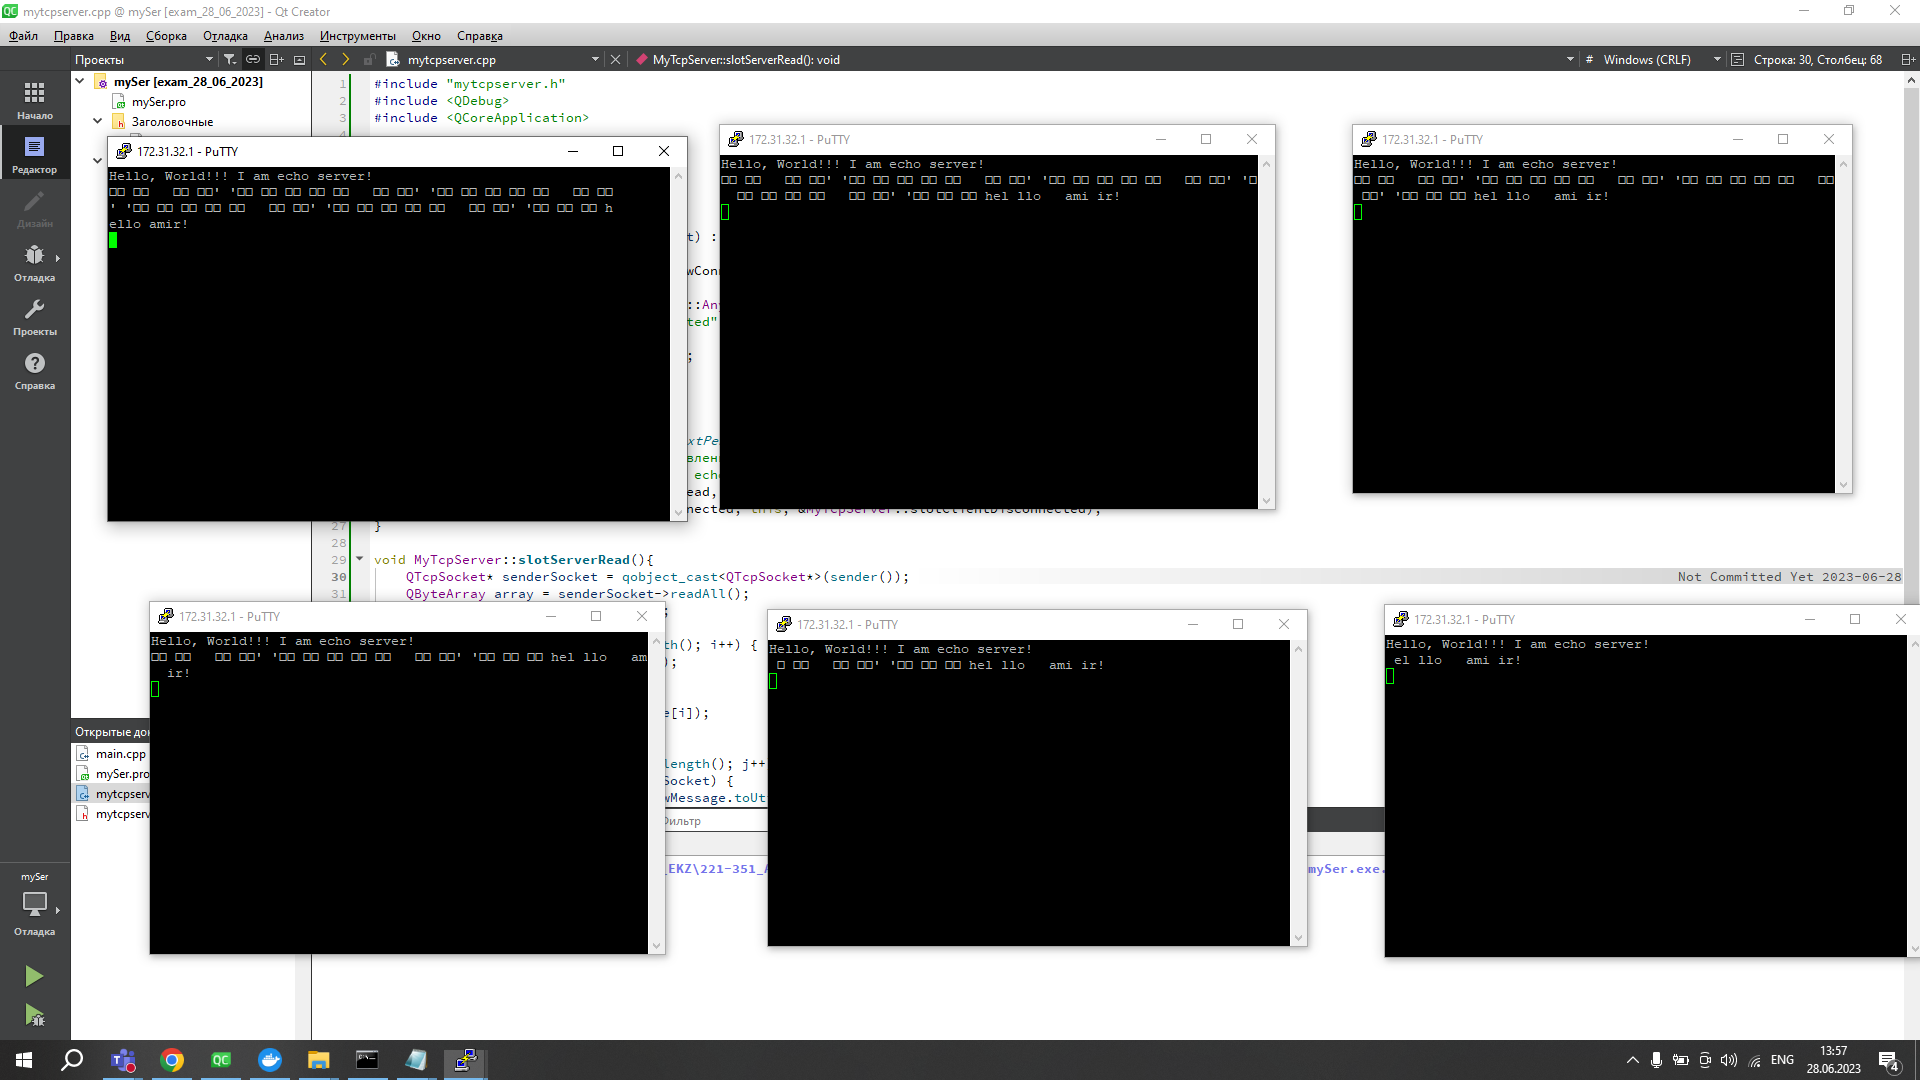 mytcpserver.cpp @ mySer [exam_28_06_2023] - Qt Creator
Файл Правка Вид Сборка Отладка Анализ Инструменты Окно Справка
Проекты mytcpserver.cpp MyTcpServer::slotServerRead(): void # Windows (CRLF) Строка: 30, Столбец: 68
Начало
Редактор
Дизайн
Отладка
Проекты
Справка
mySer [exam_28_06_2023]
mySer.pro
Заголовочные
1 #include "mytcpserver.h"
2 #include <QDebug>
3 #include <QCoreApplication>
172.31.32.1 - PuTTY
Hello, World!!! I am echo server!
h
ello amir!
172.31.32.1 - PuTTY
Hello, World!!! I am echo server!
hel llo   ami ir!
172.31.32.1 - PuTTY
Hello, World!!! I am echo server!
hel llo   ami ir!
t) :
wConn
::Any
ted"
;
xtPe
влен
echo
ead,
nected, this, &MyTcpServer::slotClientDisconnected);
27 }
28
29 void MyTcpServer::slotServerRead(){
30 QTcpSocket* senderSocket = qobject_cast<QTcpSocket*>(sender()); Not Committed Yet 2023-06-28
31 QByteArray array = senderSocket->readAll();
;
th(); i++) {
);
e[i]);
length(); j++
Socket) {
wMessage.toUt
172.31.32.1 - PuTTY
Hello, World!!! I am echo server!
hel llo   am
ir!
172.31.32.1 - PuTTY
Hello, World!!! I am echo server!
hel llo   ami ir!
172.31.32.1 - PuTTY
Hello, World!!! I am echo server!
el llo   ami ir!
Открытые до
main.cpp
mySer.pro
mytcpserv
mytcpserv
Фильтр
_EKZ\221-351_
mySer.exe.
mySer
Отладка
ENG
13:57
28.06.2023
4